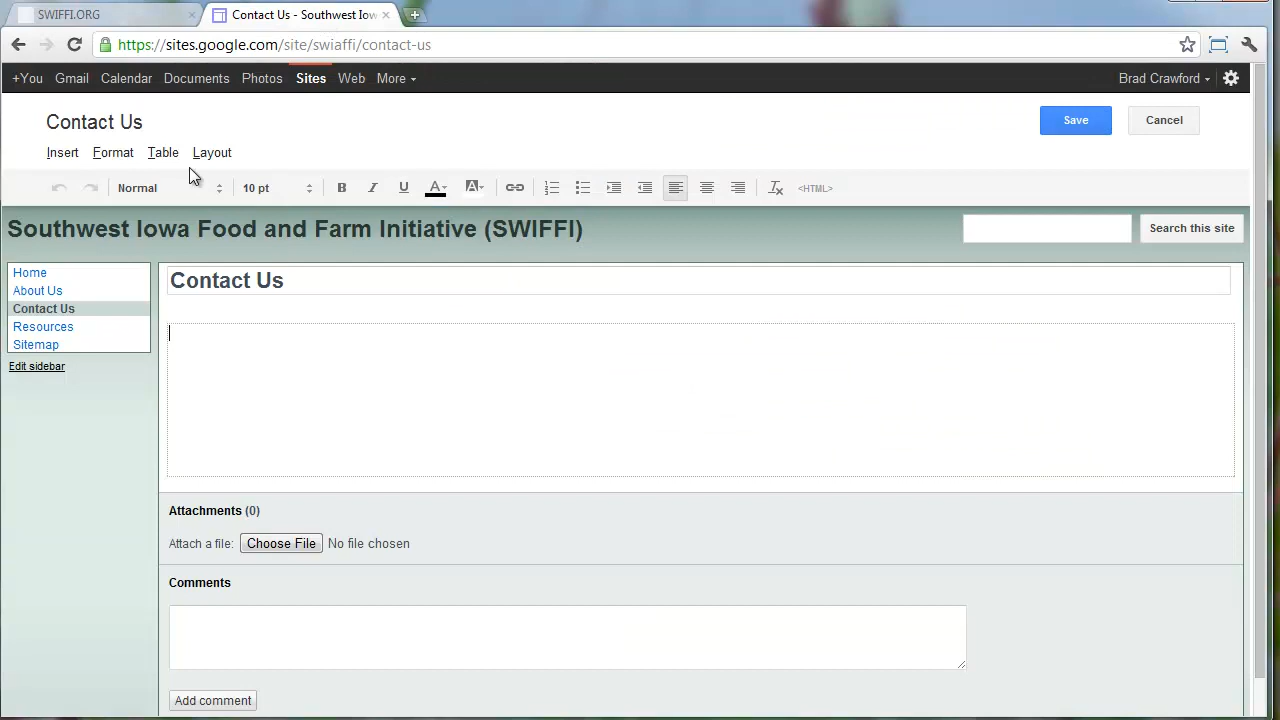 SWIFFI.ORG
Contact Us - Southwest Iow
https://sites.google.com/site/swiaffi/contact-us
+You Gmail Calendar Documents Photos Sites Web More Brad Crawford
Contact Us
Save Cancel
Insert Format Table Layout
Normal 10 pt B I U A A <HTML>
Southwest Iowa Food and Farm Initiative (SWIFFI)
Search this site
Home
About Us
Contact Us
Resources
Sitemap
Edit sidebar
Contact Us
Attachments (0)
Attach a file: Choose File No file chosen
Comments
Add comment